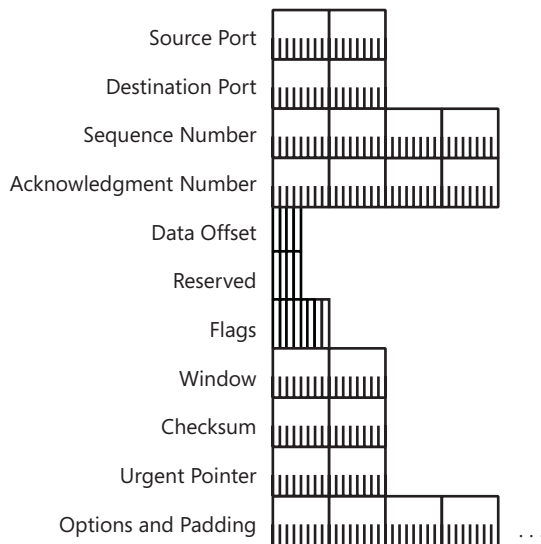 Source Port
Destination Port
Sequence Number
Acknowledgment Number
Data Offset
Reserved
Flags
Window
Checksum
Urgent Pointer
Options and Padding ...